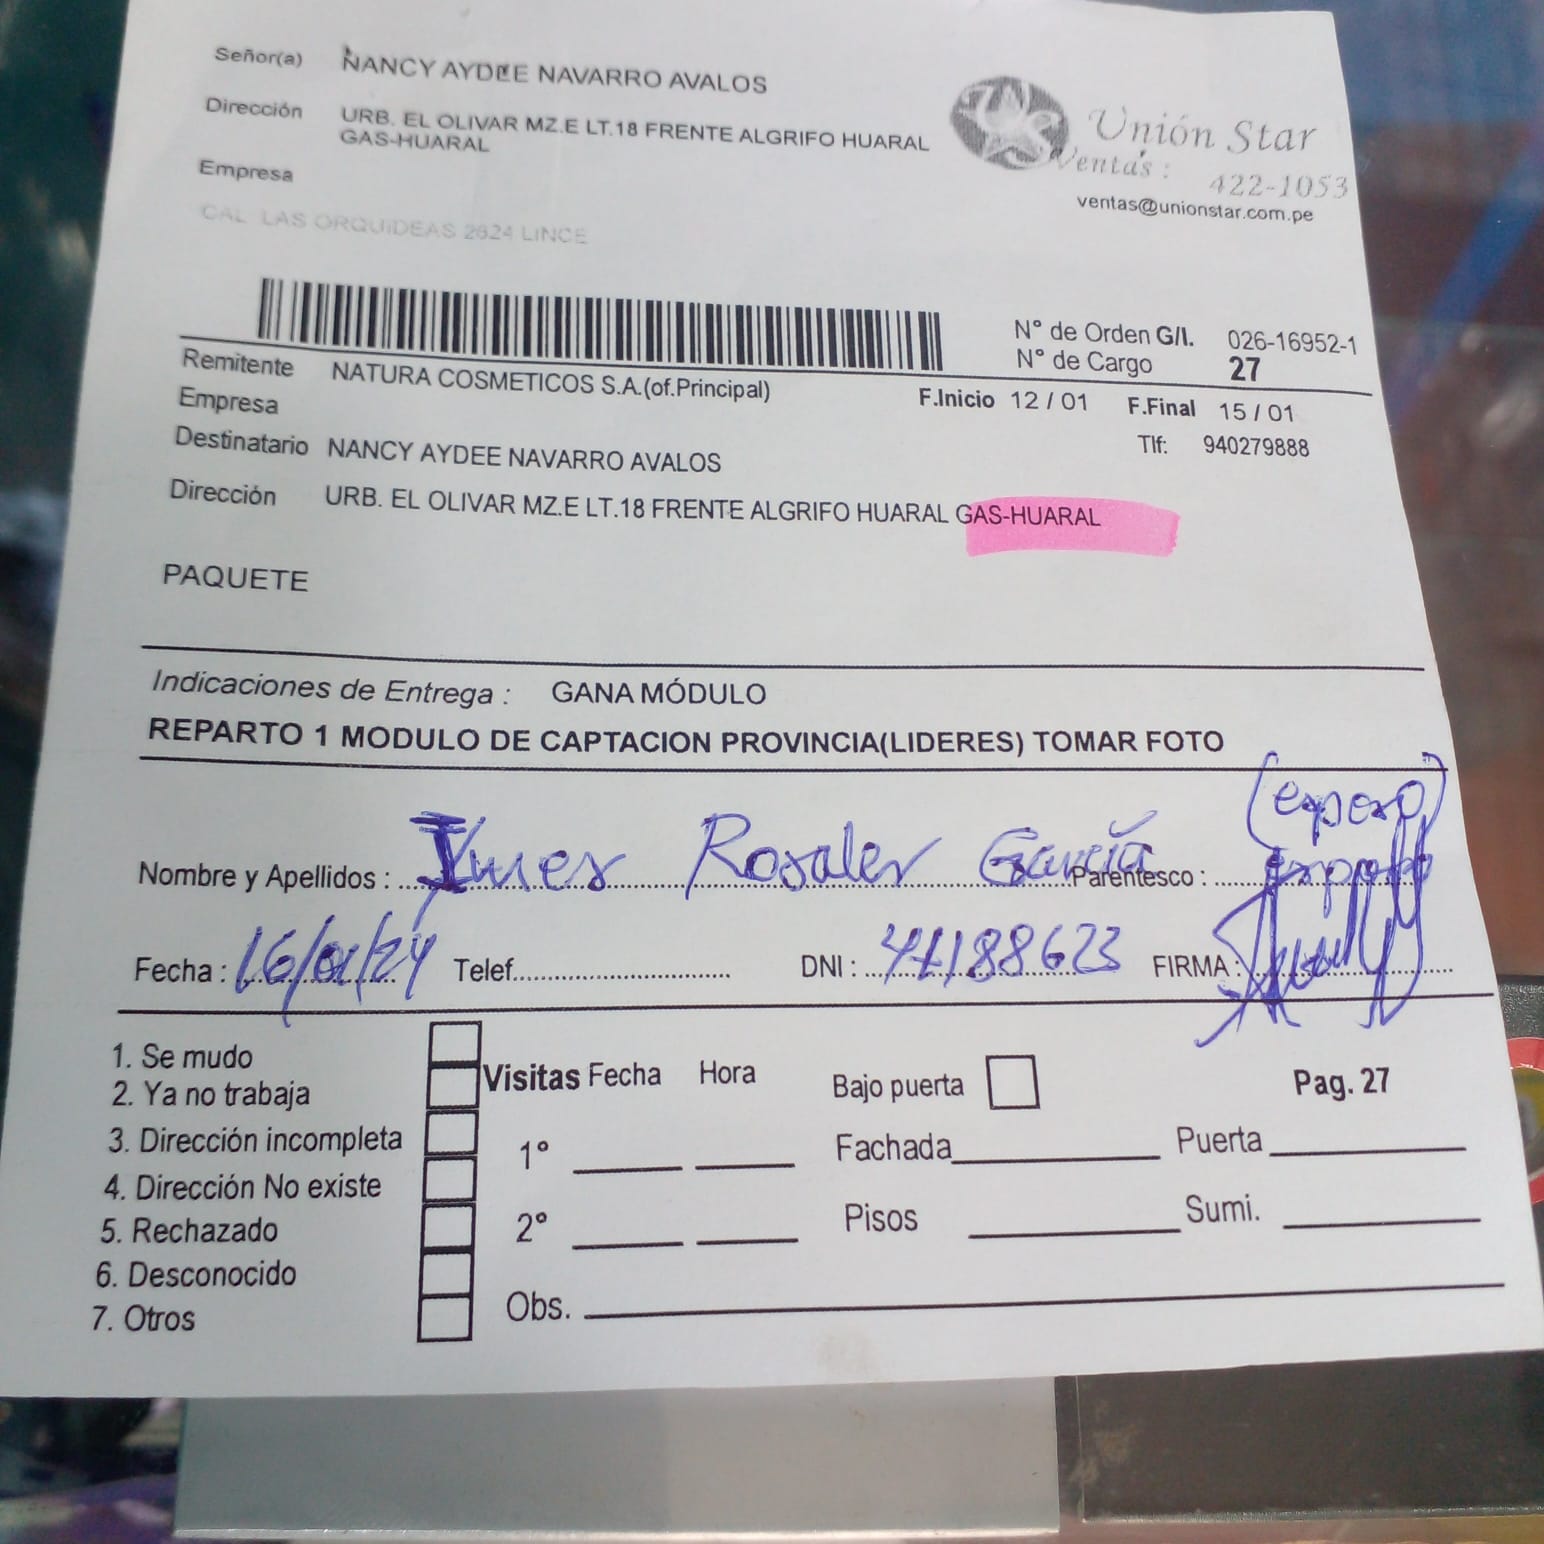 Señor(a) NANCY AYDEE NAVARRO AVALOS
Dirección URB. EL OLIVAR MZ.E LT.18 FRENTE ALGRIFO HUARAL
GAS-HUARAL
Empresa
CAL LAS ORQUIDEAS 2624 LINCE
Unión Star
Ventas : 422-1053
ventas@unionstar.com.pe
N° de Orden G/I. 026-16952-1
N° de Cargo 27
Remitente NATURA COSMETICOS S.A.(of.Principal)
F.Inicio 12 / 01 F.Final 15 / 01
Empresa
Tlf: 940279888
Destinatario NANCY AYDEE NAVARRO AVALOS
Dirección URB. EL OLIVAR MZ.E LT.18 FRENTE ALGRIFO HUARAL GAS-HUARAL
PAQUETE
Indicaciones de Entrega : GANA MÓDULO
REPARTO 1 MODULO DE CAPTACION PROVINCIA(LIDERES) TOMAR FOTO
(esposo)
Nombre y Apellidos : Rosales García Parentesco :
Fecha : 16/01/24 Telef. DNI : 44188623 FIRMA :
1. Se mudo
2. Ya no trabaja
3. Dirección incompleta
4. Dirección No existe
5. Rechazado
6. Desconocido
7. Otros
Visitas Fecha Hora
1°
2°
Obs.
Bajo puerta
Pag. 27
Fachada Puerta
Pisos Sumi.